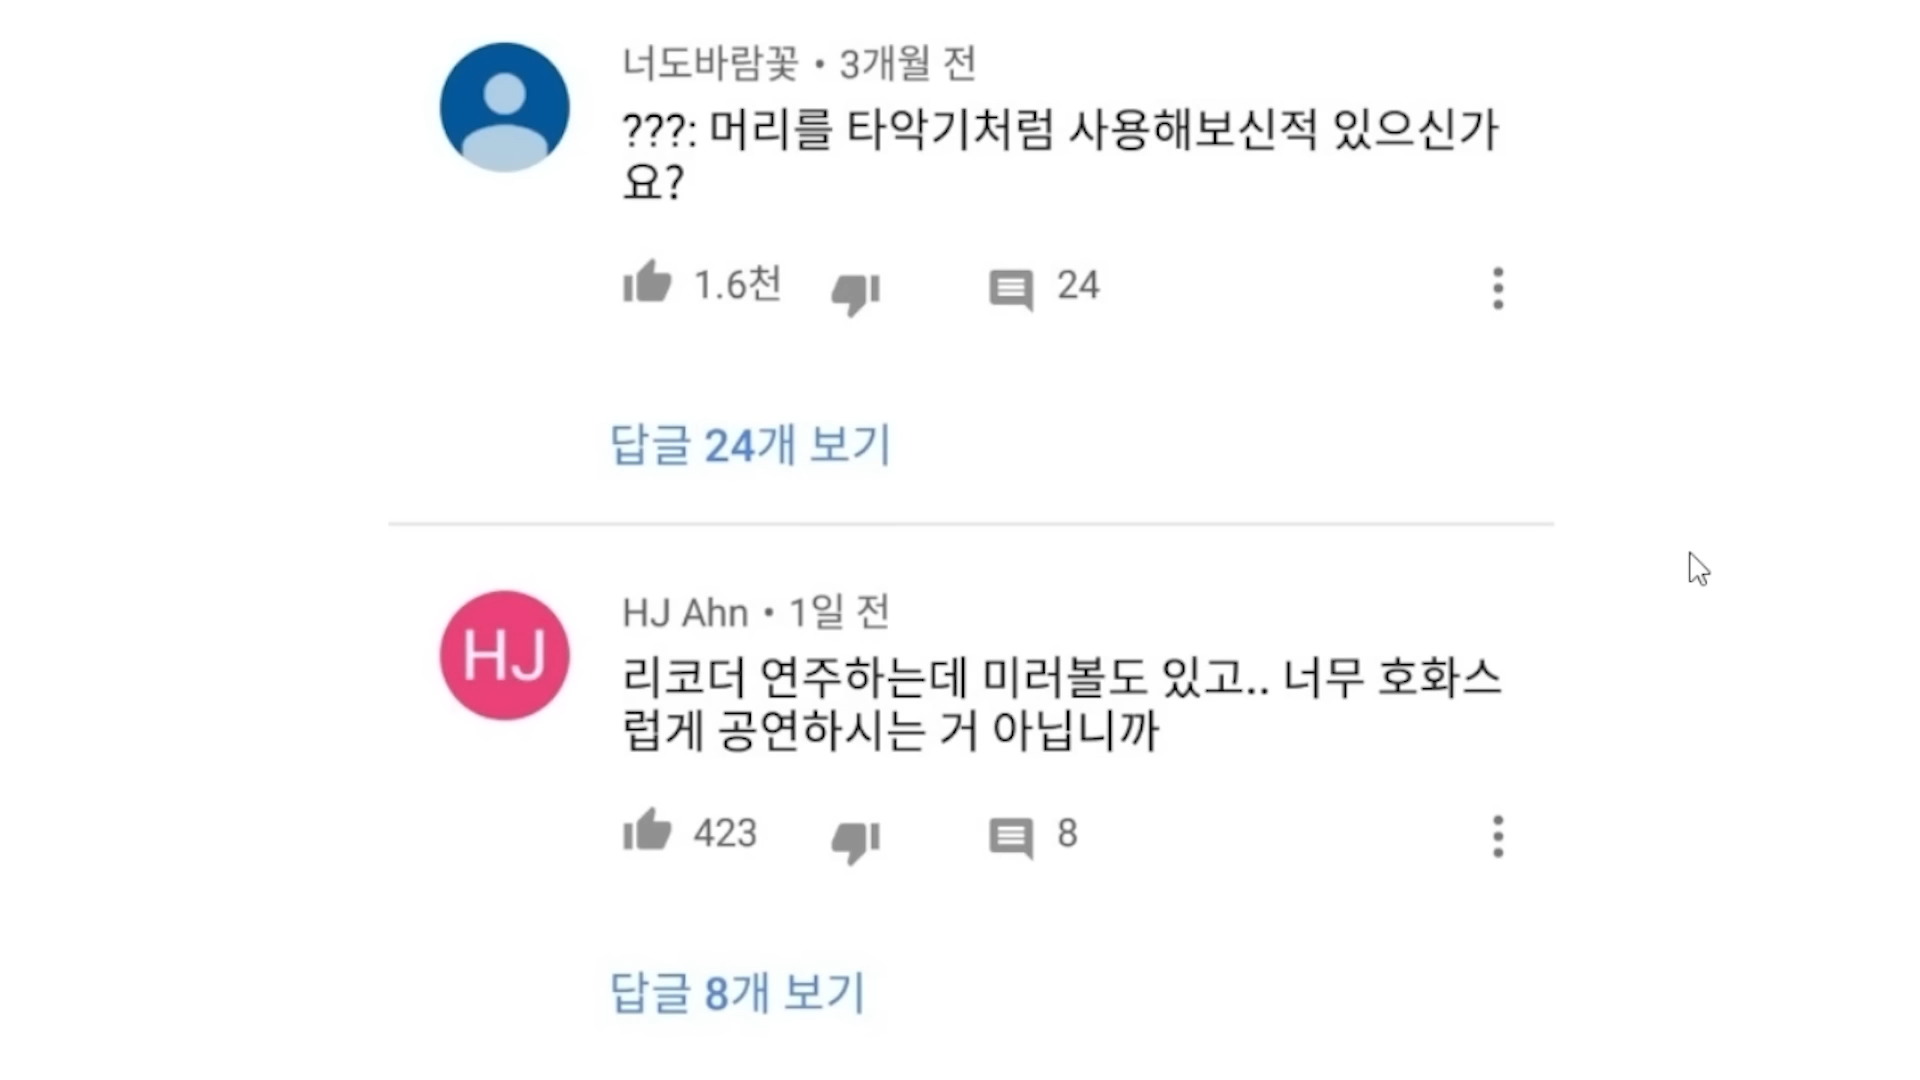 너도바람꽃 • 3개월 전
???: 머리를 타악기처럼 사용해보신적 있으신가
요?
1.6천 24
답글 24개 보기
HJ
HJ Ahn • 1일 전
리코더 연주하는데 미러볼도 있고.. 너무 호화스
럽게 공연하시는 거 아닙니까
423 8
답글 8개 보기